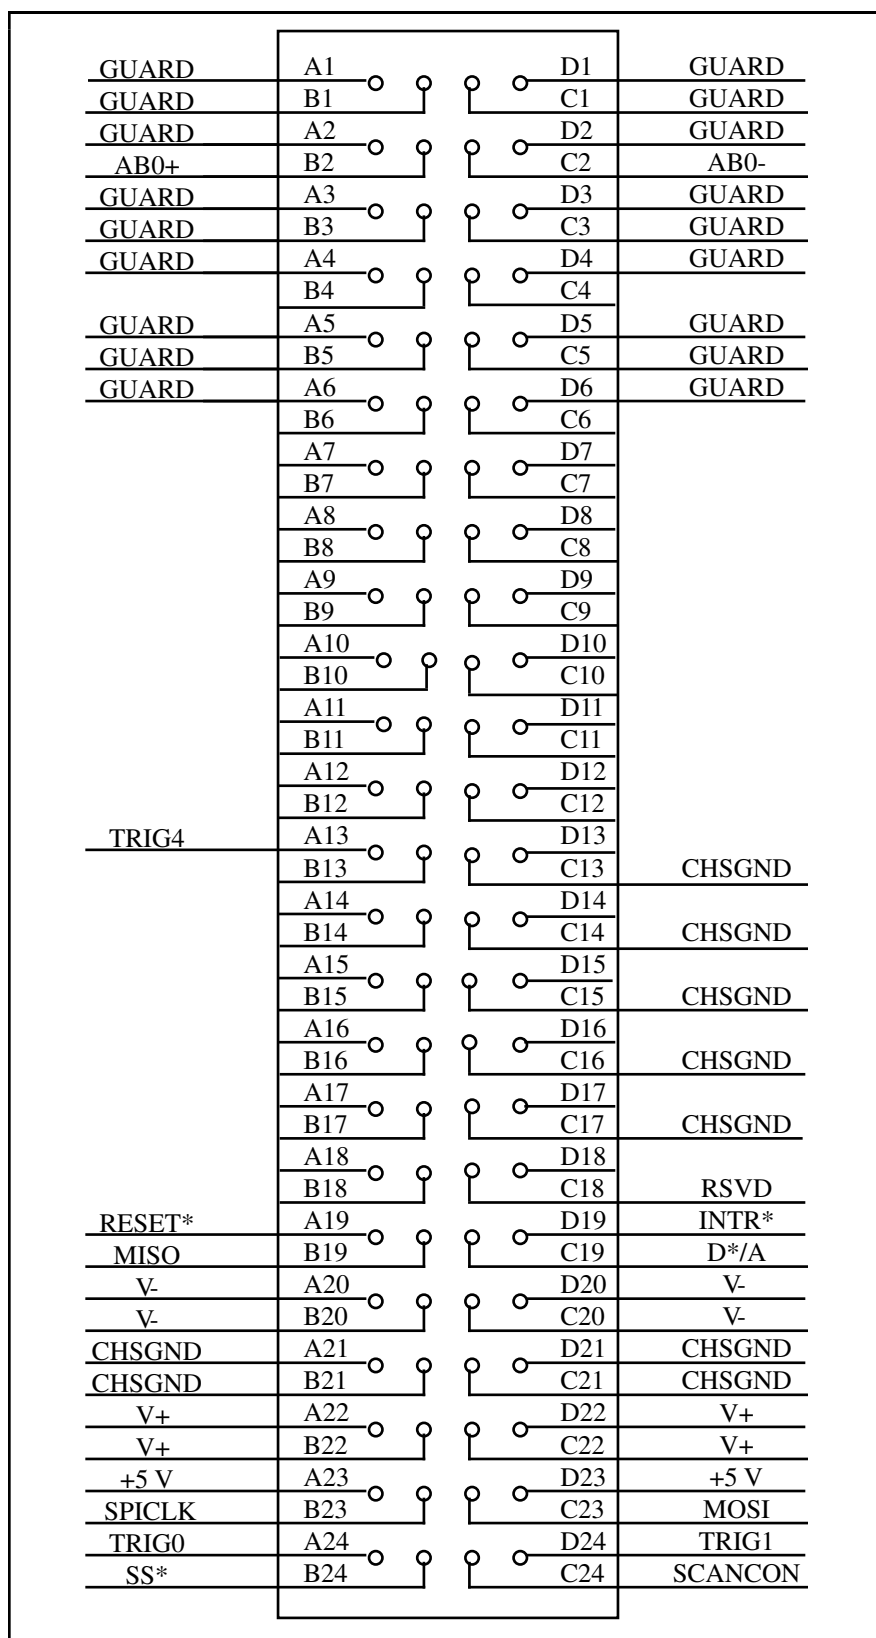 GUARD A1 D1 GUARD
GUARD B1 C1 GUARD
GUARD A2 D2 GUARD
AB0+ B2 C2 AB0-
GUARD A3 D3 GUARD
GUARD B3 C3 GUARD
GUARD A4 D4 GUARD
B4 C4
GUARD A5 D5 GUARD
GUARD B5 C5 GUARD
GUARD A6 D6 GUARD
B6 C6
A7 D7
B7 C7
A8 D8
B8 C8
A9 D9
B9 C9
A10 D10
B10 C10
A11 D11
B11 C11
A12 D12
B12 C12
TRIG4 A13 D13
B13 C13 CHSGND
A14 D14
B14 C14 CHSGND
A15 D15
B15 C15 CHSGND
A16 D16
B16 C16 CHSGND
A17 D17
B17 C17 CHSGND
A18 D18
B18 C18 RSVD
RESET* A19 D19 INTR*
MISO B19 C19 D*/A
V- A20 D20 V-
V- B20 C20 V-
CHSGND A21 D21 CHSGND
CHSGND B21 C21 CHSGND
V+ A22 D22 V+
V+ B22 C22 V+
+5 V A23 D23 +5 V
SPICLK B23 C23 MOSI
TRIG0 A24 D24 TRIG1
SS* B24 C24 SCANCON